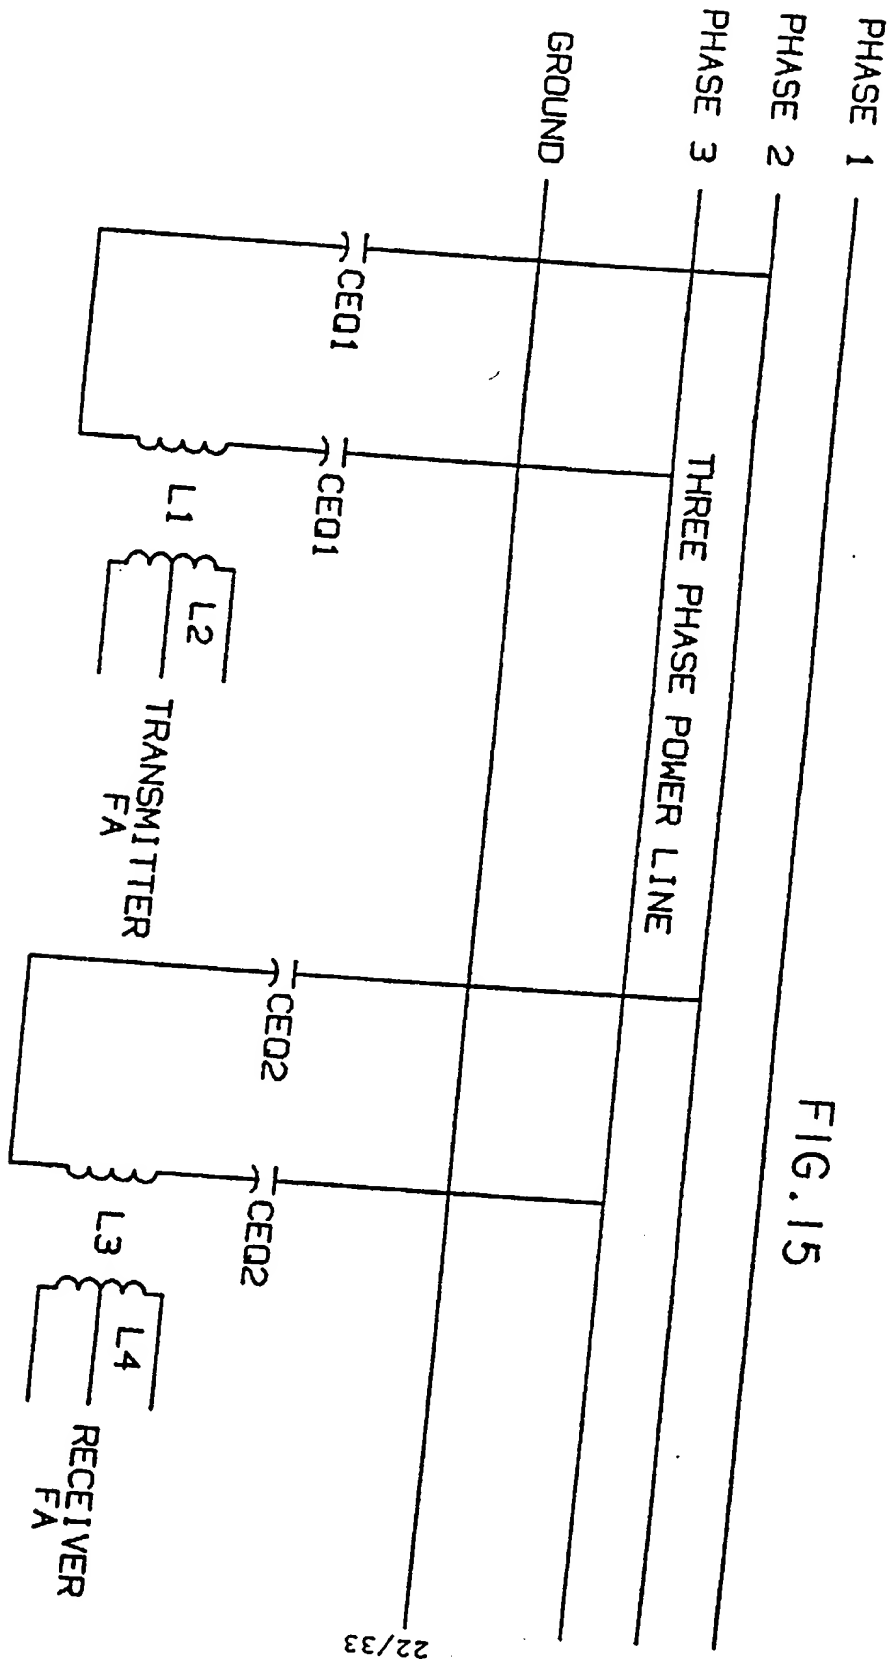 FIG.15
PHASE 1
PHASE 2
PHASE 3
THREE PHASE POWER LINE
GROUND
CEQ1
CEQ1
L1
L2
TRANSMITTER
FA
CEQ2
CEQ2
L3
L4
RECEIVER
FA
22/33